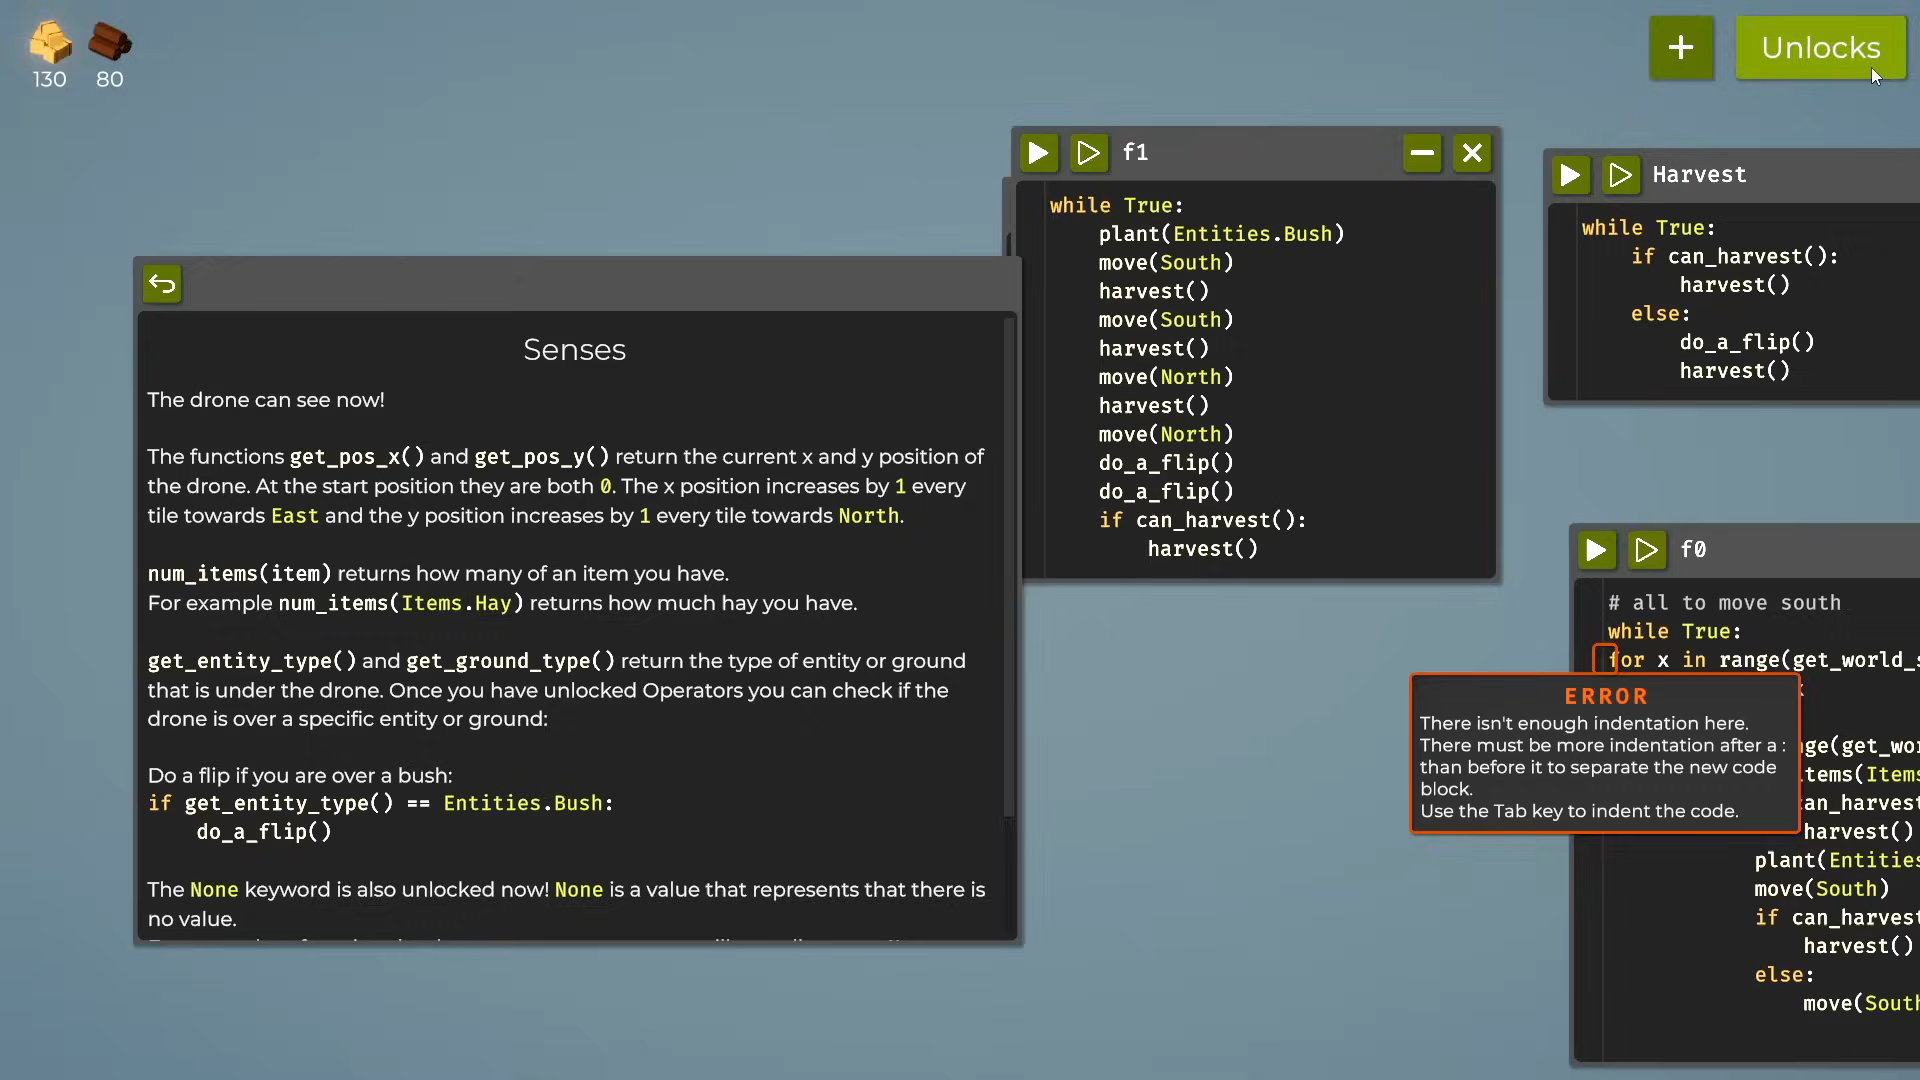 130 80
+ Unlocks
f1
while True:
plant(Entities.Bush)
move(South)
harvest()
move(South)
harvest()
move(North)
harvest()
move(North)
do_a_flip()
do_a_flip()
if can_harvest():
harvest()
Harvest
while True:
if can_harvest():
harvest()
else:
do_a_flip()
harvest()
Senses
The drone can see now!
The functions get_pos_x() and get_pos_y() return the current x and y position of
the drone. At the start position they are both 0. The x position increases by 1 every
tile towards East and the y position increases by 1 every tile towards North.
num_items(item) returns how many of an item you have.
For example num_items(Items.Hay) returns how much hay you have.
get_entity_type() and get_ground_type() return the type of entity or ground
that is under the drone. Once you have unlocked Operators you can check if the
drone is over a specific entity or ground:
Do a flip if you are over a bush:
if get_entity_type() == Entities.Bush:
do_a_flip()
The None keyword is also unlocked now! None is a value that represents that there is
no value.
f0
# all to move south
while True:
for x in range(get_world_s
ERROR
There isn't enough indentation here.
There must be more indentation after a :
than before it to separate the new code
block.
Use the Tab key to indent the code.
nge(get_wor
tems(Items
can_harvest
harvest()
plant(Entities
move(South)
if can_harvest
harvest()
else:
move(South